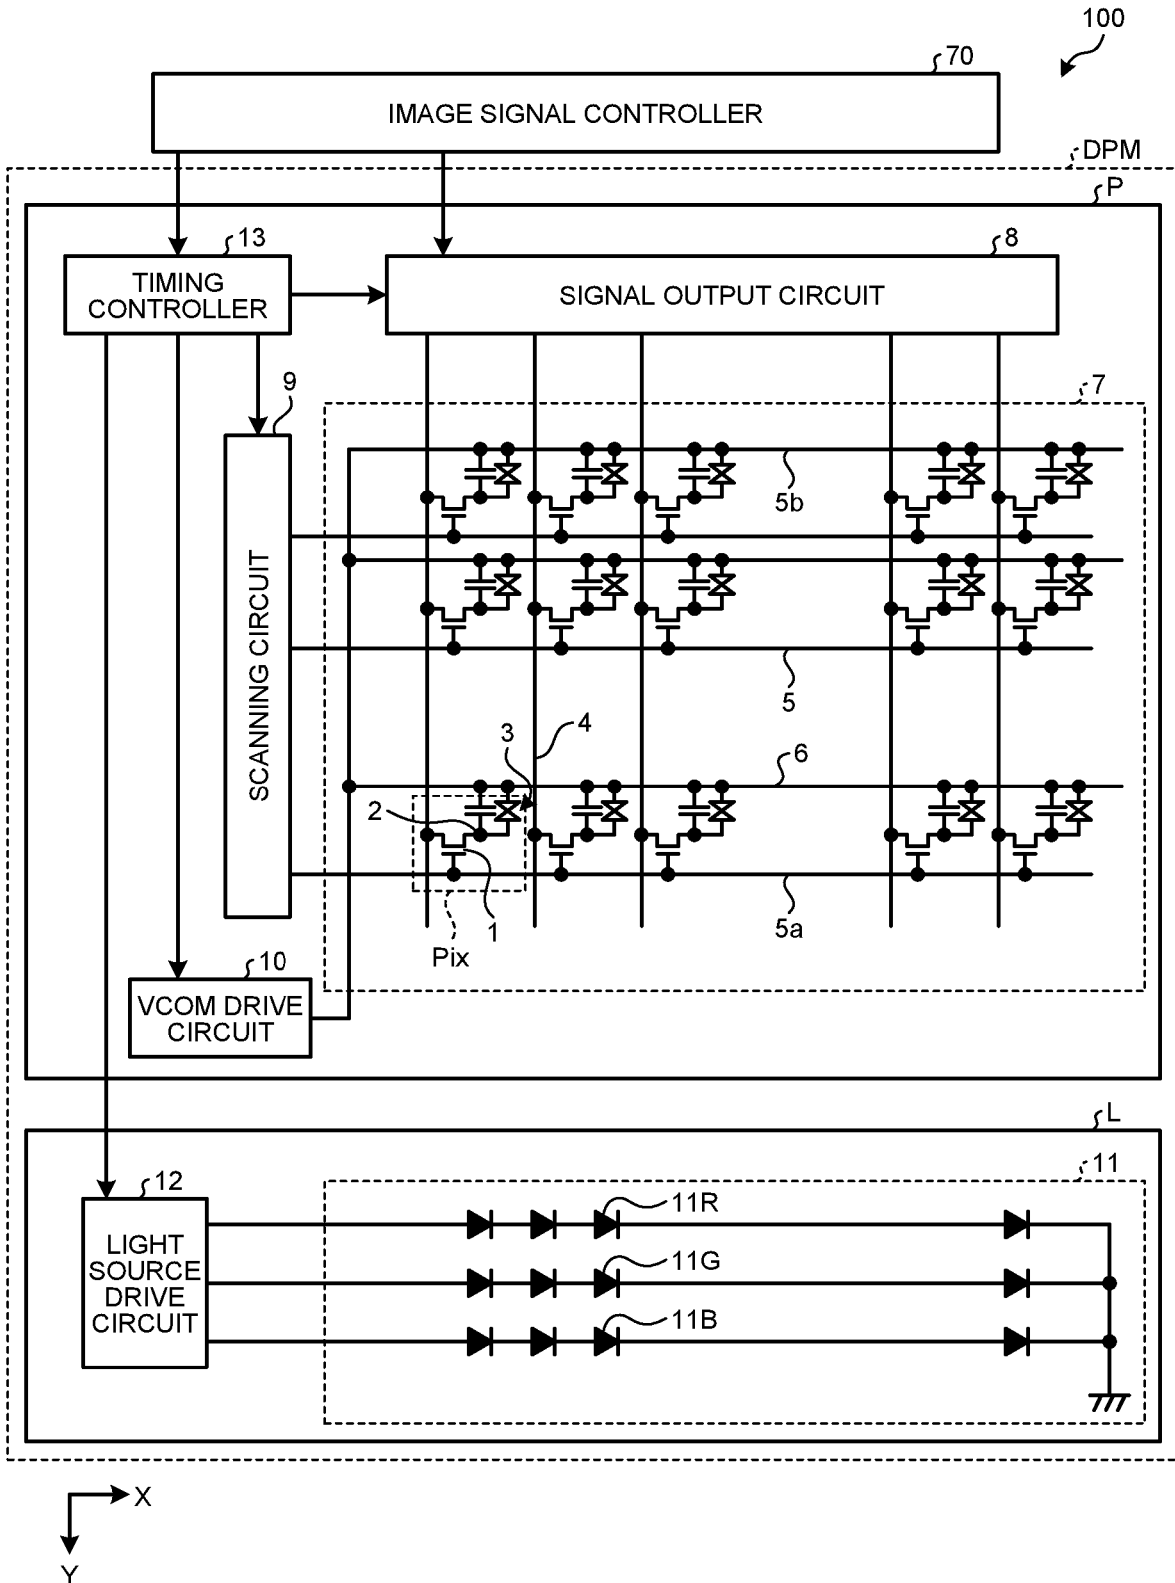 100
70
IMAGE SIGNAL CONTROLLER
DPM
P
13
8
TIMING
CONTROLLER
SIGNAL OUTPUT CIRCUIT
9
7
5b
SCANNING CIRCUIT
5
4
3
6
2
1
5a
Pix
10
VCOM DRIVE
CIRCUIT
L
12
11
11R
LIGHT
SOURCE
DRIVE
CIRCUIT
11G
11B
X
Y